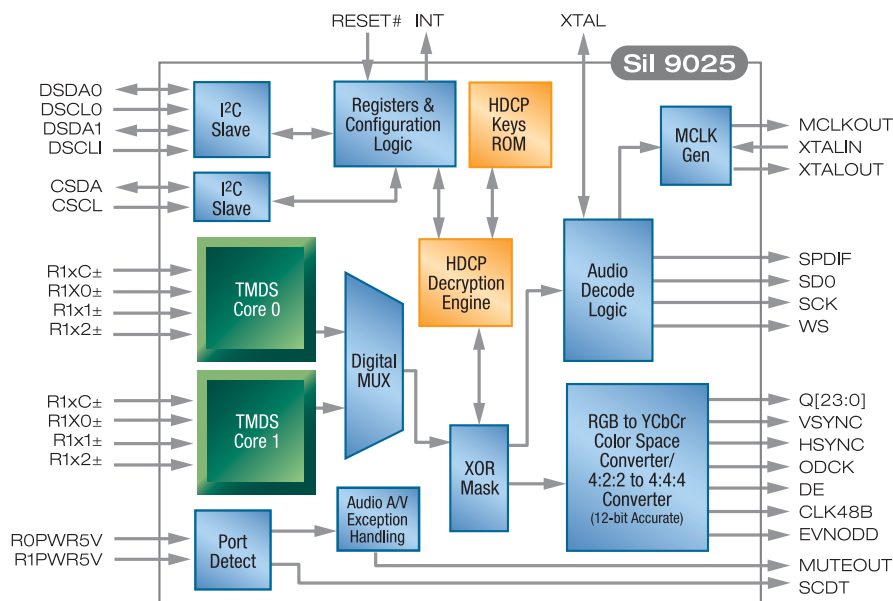 RESET# INT XTAL
SiI 9025
DSDA0
DSCL0
DSDA1
DSCLI
I²C
Slave
Registers &
Configuration
Logic
HDCP
Keys
ROM
MCLK
Gen
MCLKOUT
XTALIN
XTALOUT
CSDA
CSCL
I²C
Slave
R1xC±
R1X0±
R1x1±
R1x2±
TMDS
Core 0
HDCP
Decryption
Engine
Audio
Decode
Logic
SPDIF
SD0
SCK
WS
Digital
MUX
R1xC±
R1X0±
R1x1±
R1x2±
TMDS
Core 1
XOR
Mask
RGB to YCbCr
Color Space
Converter/
4:2:2 to 4:4:4
Converter
(12-bit Accurate)
Q[23:0]
VSYNC
HSYNC
ODCK
DE
CLK48B
EVNODD
R0PWR5V
R1PWR5V
Port
Detect
Audio A/V
Exception
Handling
MUTEOUT
SCDT